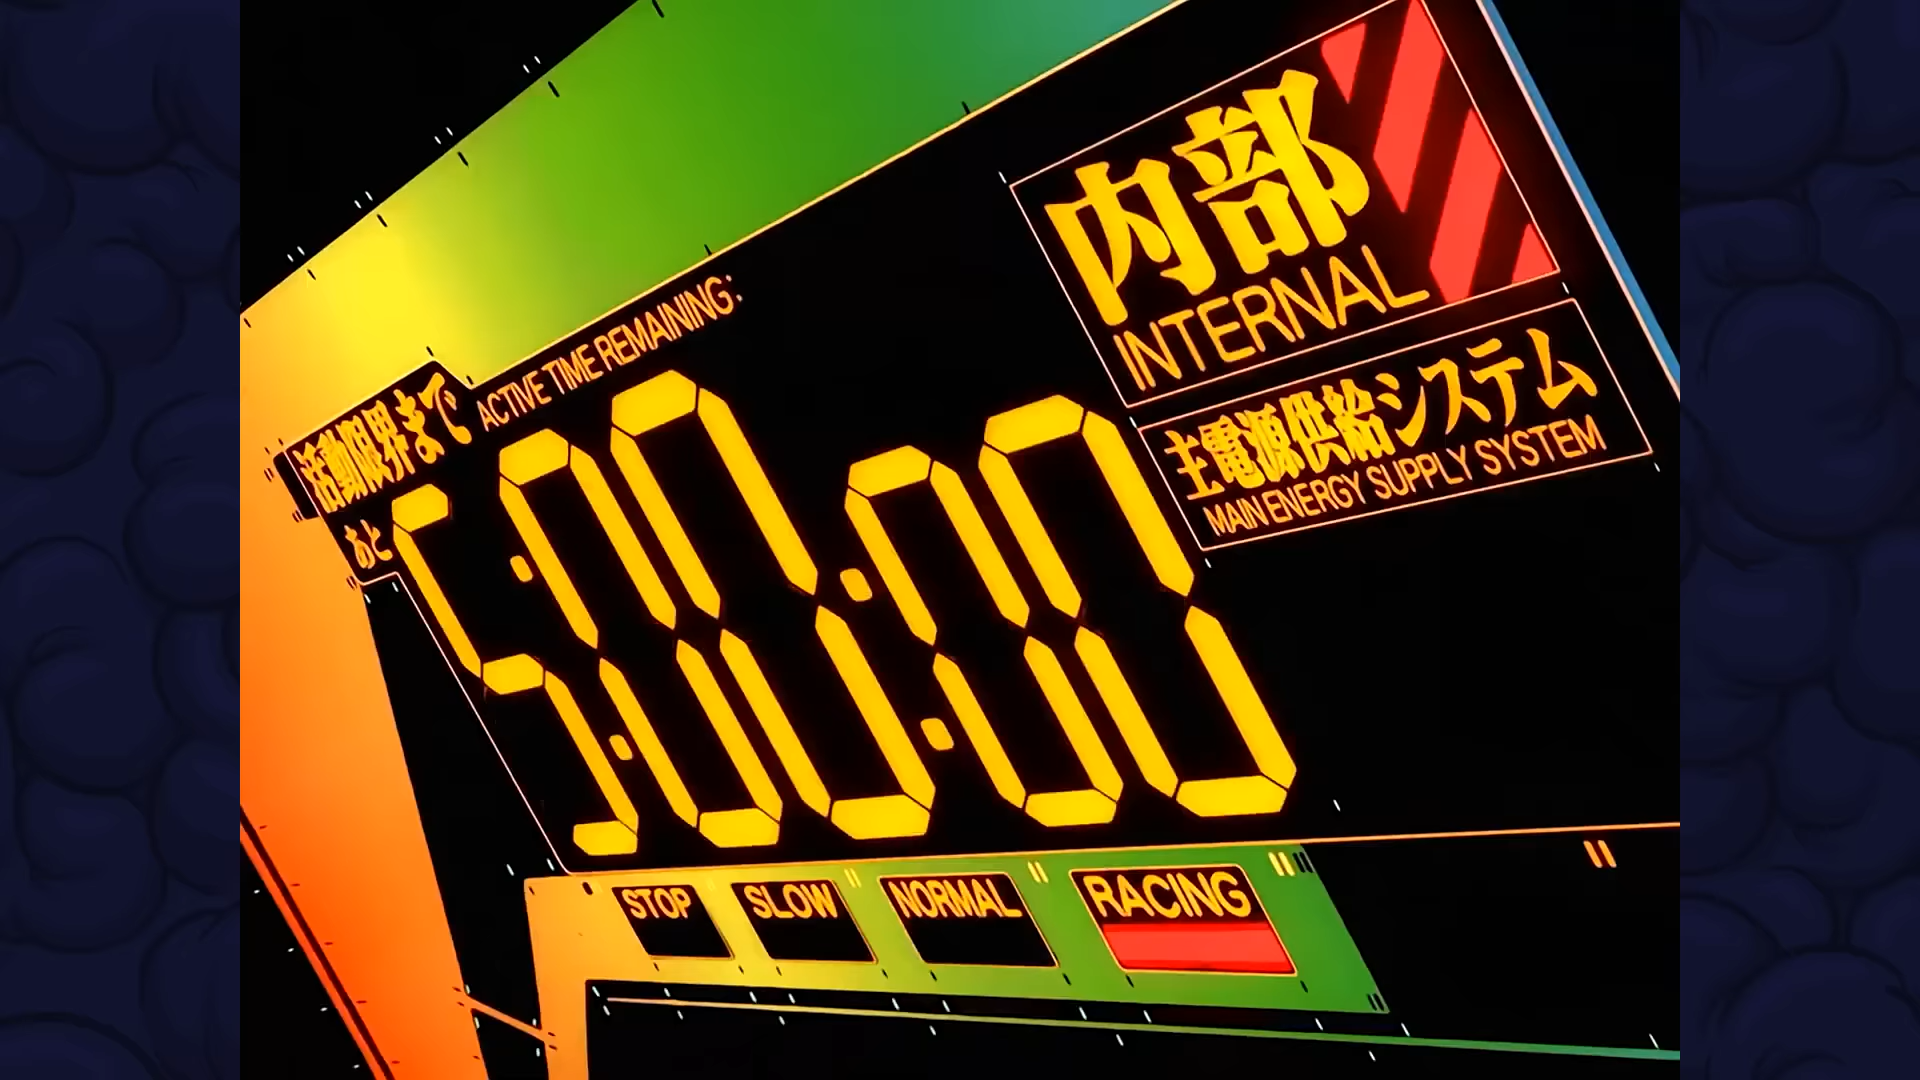 内部
INTERNAL
主電源供給システム
MAIN ENERGY SUPPLY SYSTEM
活動限界まで
ACTIVE TIME REMAINING:
あと
5:00:00
STOP SLOW NORMAL RACING